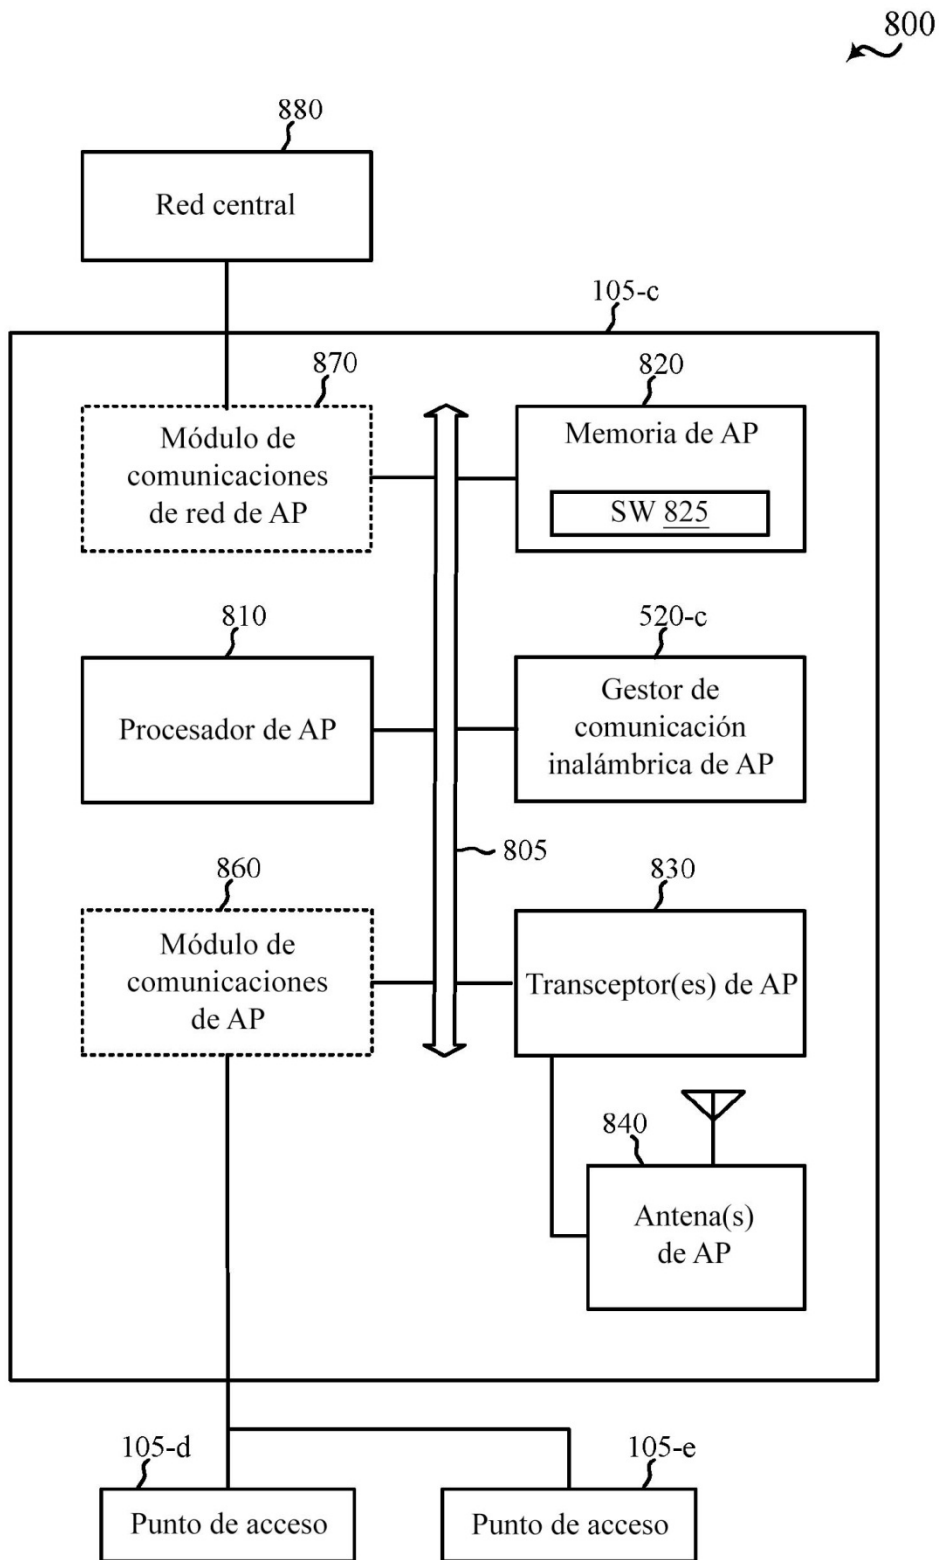 800
880
Red central
105-c
870
Módulo de
comunicaciones
de red de AP
820
Memoria de AP
SW 825
810
Procesador de AP
520-c
Gestor de
comunicación
inalámbrica de AP
805
860
Módulo de
comunicaciones
de AP
830
Transceptor(es) de AP
840
Antena(s)
de AP
105-d
Punto de acceso
105-e
Punto de acceso